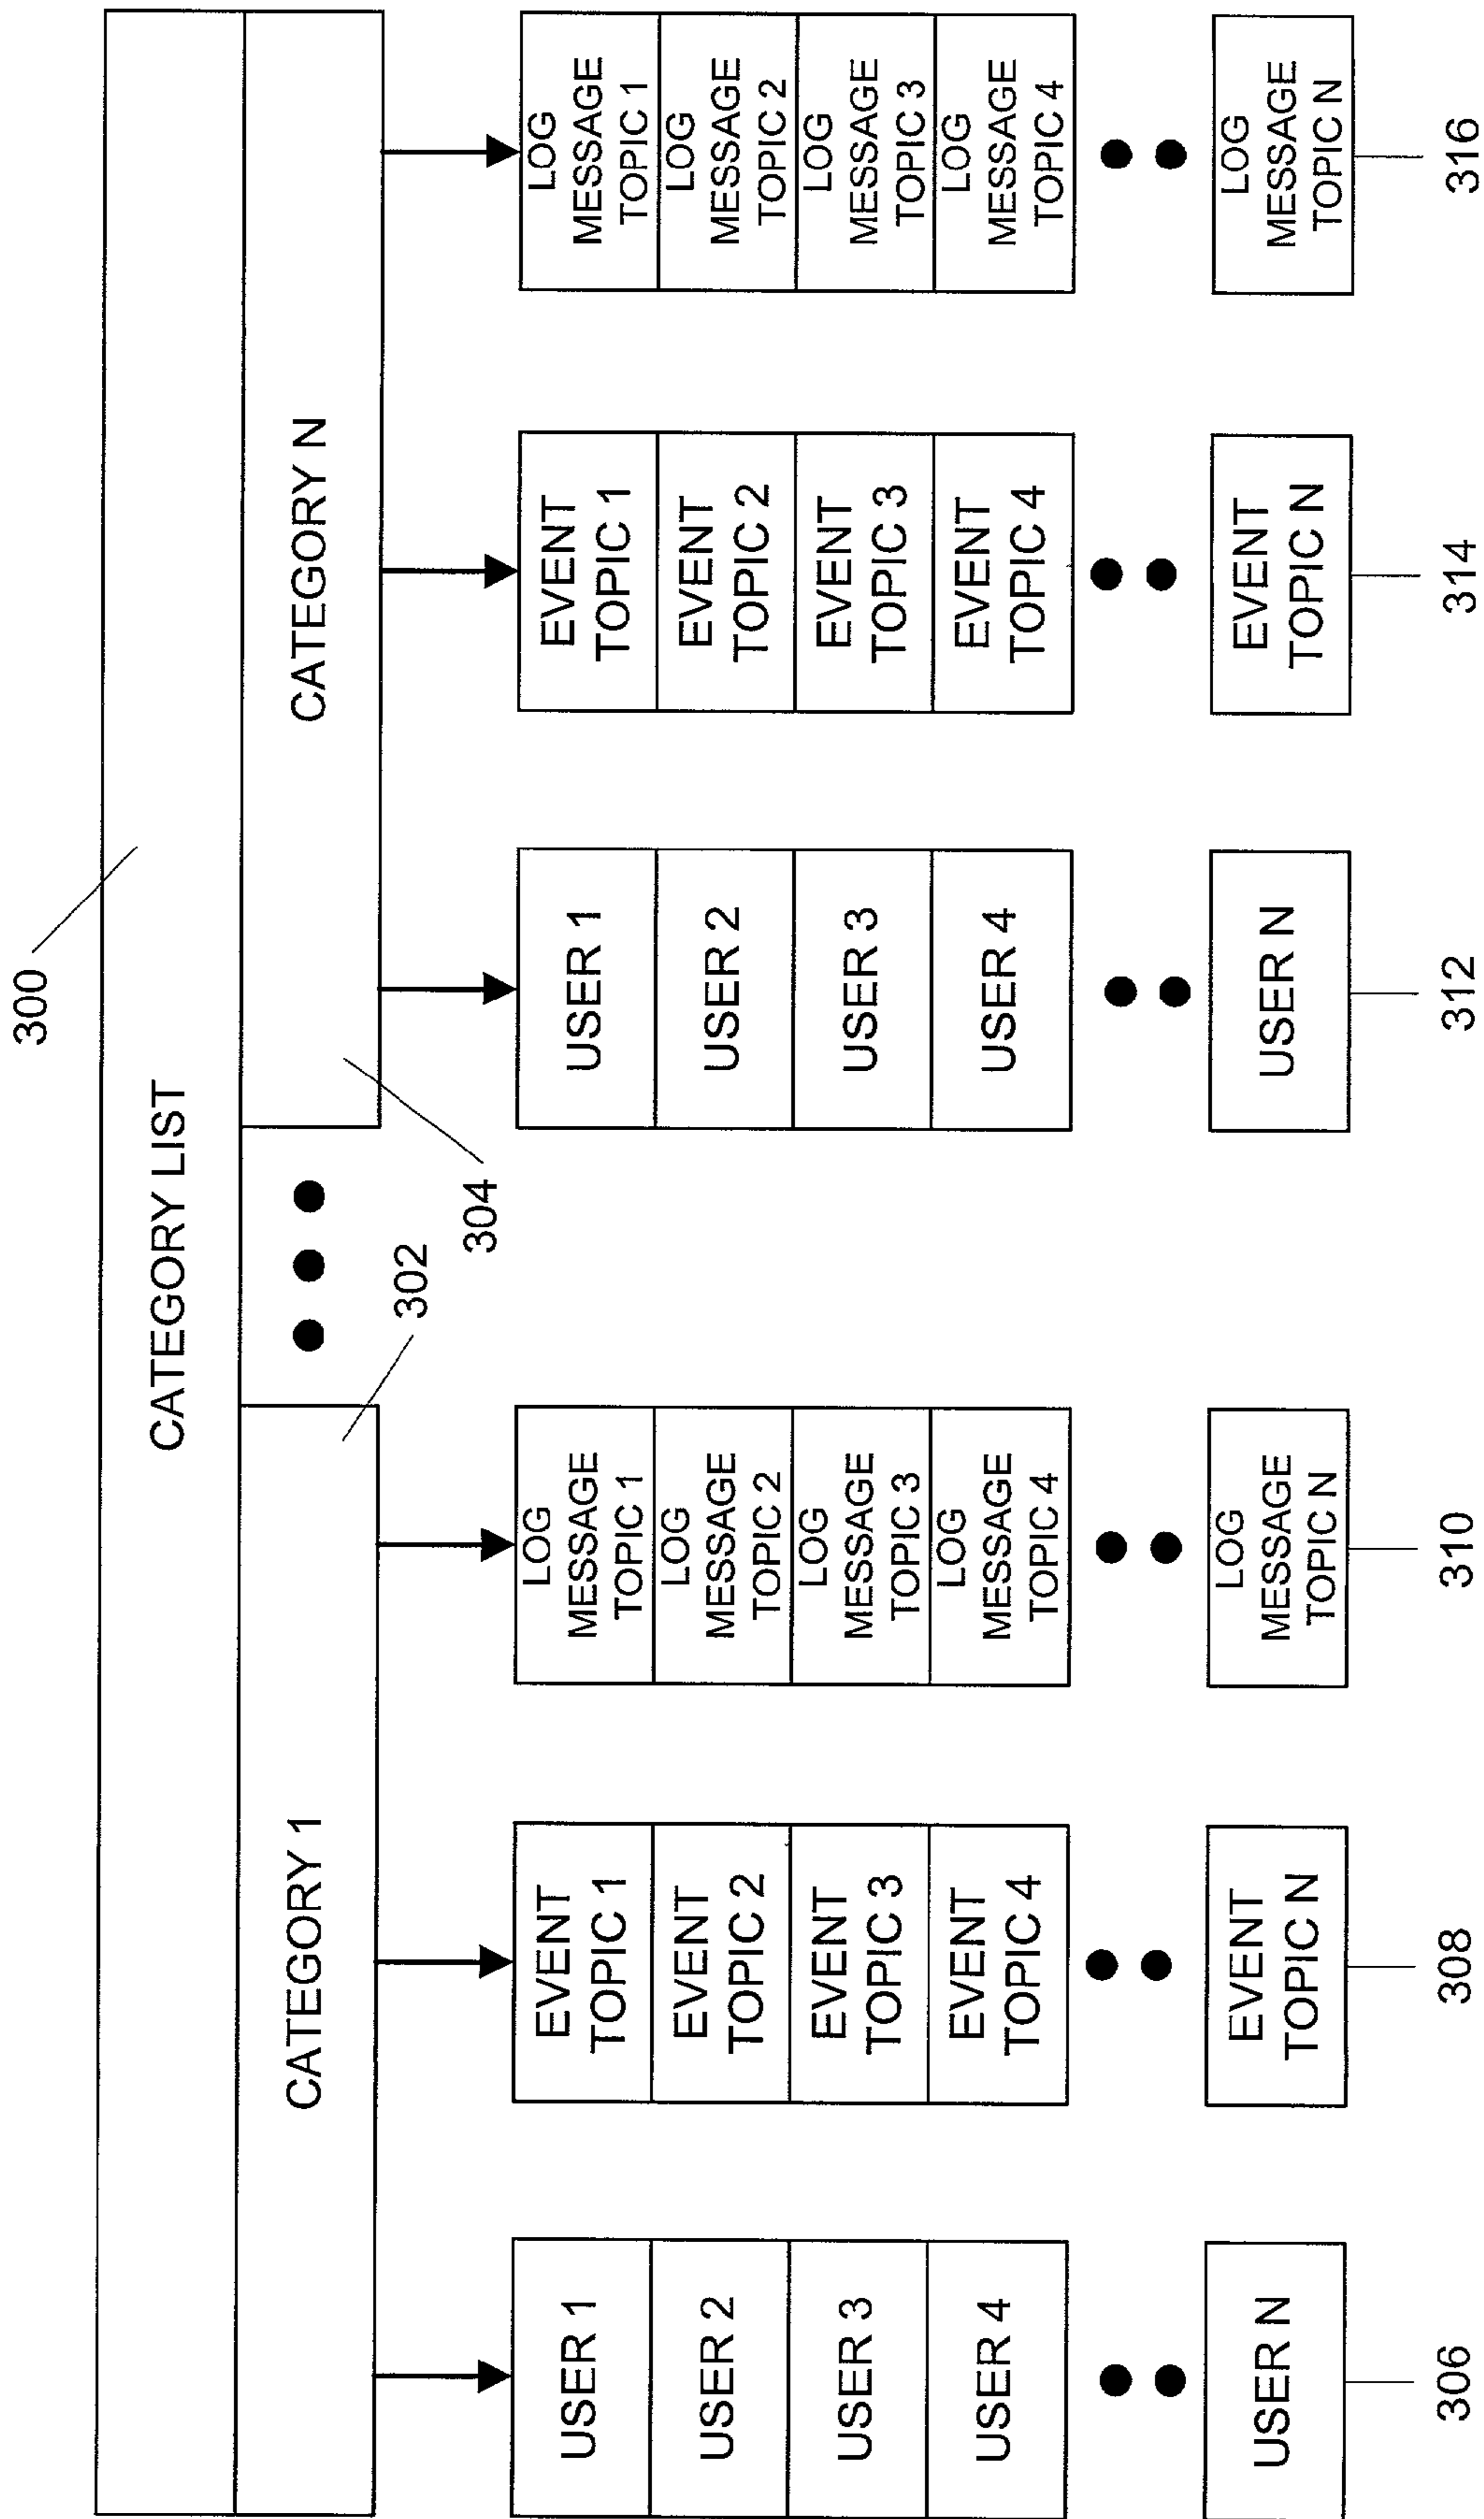 300
CATEGORY LIST
CATEGORY 1
CATEGORY N
302
304
USER 1
USER 2
USER 3
USER 4
USER N
306
EVENT
TOPIC 1
EVENT
TOPIC 2
EVENT
TOPIC 3
EVENT
TOPIC 4
EVENT
TOPIC N
308
LOG
MESSAGE
TOPIC 1
LOG
MESSAGE
TOPIC 2
LOG
MESSAGE
TOPIC 3
LOG
MESSAGE
TOPIC 4
LOG
MESSAGE
TOPIC N
310
USER 1
USER 2
USER 3
USER 4
USER N
312
EVENT
TOPIC 1
EVENT
TOPIC 2
EVENT
TOPIC 3
EVENT
TOPIC 4
EVENT
TOPIC N
314
LOG
MESSAGE
TOPIC 1
LOG
MESSAGE
TOPIC 2
LOG
MESSAGE
TOPIC 3
LOG
MESSAGE
TOPIC 4
LOG
MESSAGE
TOPIC N
316